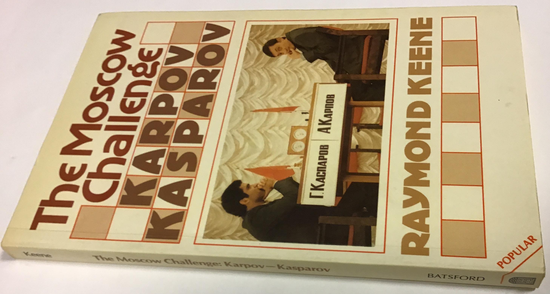 The Moscow
Challenge
KARPOV
KASPAROV
Г.КАСПАРОВ
А.КАРПОВ
RAYMOND KEENE
Keene
The Moscow Challenge: Karpov – Kasparov
BATSFORD
POPULAR